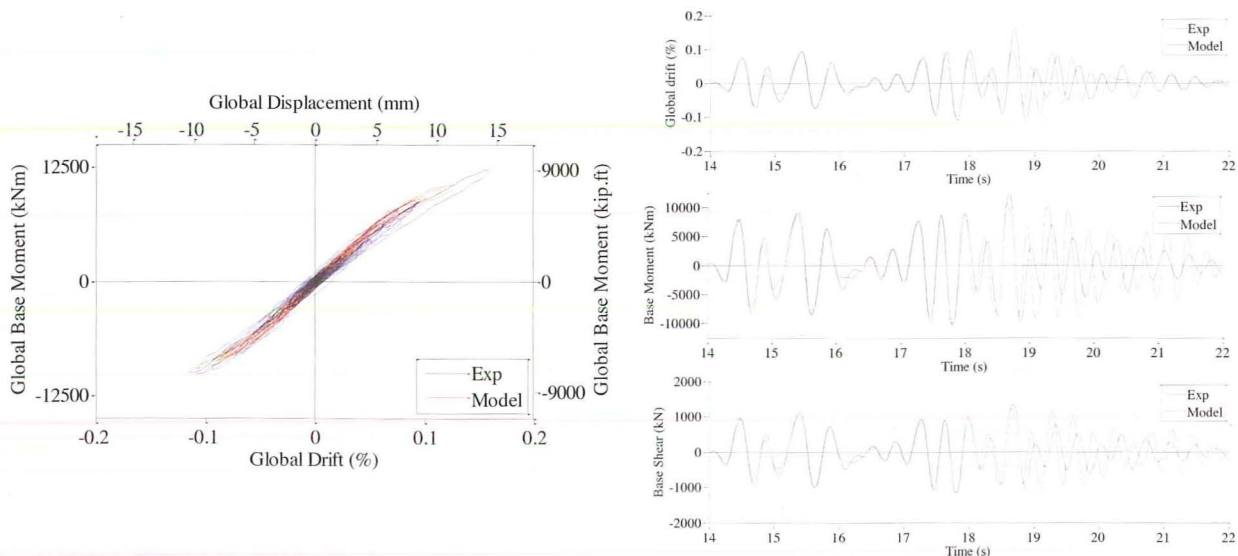 Global Displacement (mm)
-15 -10 -5 0 5 10 15
Global Base Moment (kNm)
12500
0
-12500
9000
0
-9000
Global Base Moment (kip.ft)
Exp
Model
-0.2 -0.1 0 0.1 0.2
Global Drift (%)
Global drift (%)
0.2
0.1
0
-0.1
-0.2
Exp
Model
14 15 16 17 18 19 20 21 22
Time (s)
Base Moment (kNm)
10000
5000
0
-5000
-10000
Exp
Model
14 15 16 17 18 19 20 21 22
Time (s)
Base Shear (kN)
2000
1000
0
-1000
-2000
Exp
Model
14 15 16 17 18 19 20 21 22
Time (s)